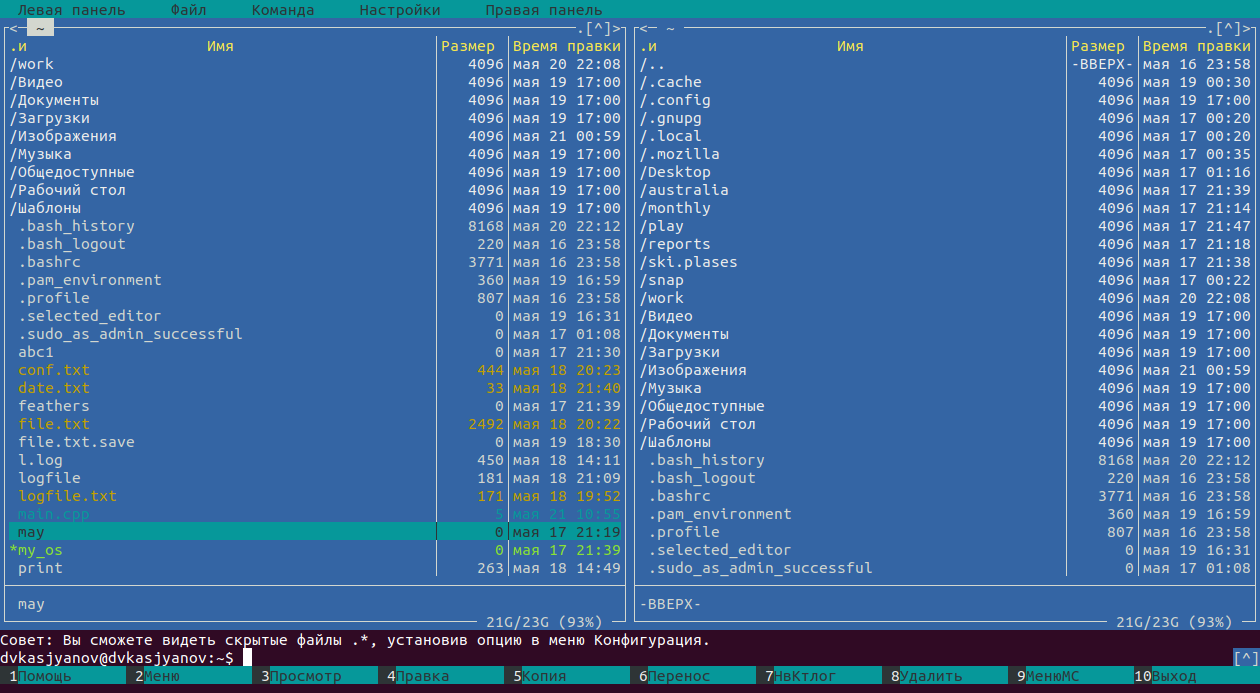 Левая панель Файл Команда Настройки Правая панель
<─ ~ .[^]>
.и Имя Размер Время правки
/work 4096 мая 20 22:08
/Видео 4096 мая 19 17:00
/Документы 4096 мая 19 17:00
/Загрузки 4096 мая 19 17:00
/Изображения 4096 мая 21 00:59
/Музыка 4096 мая 19 17:00
/Общедоступные 4096 мая 19 17:00
/Рабочий стол 4096 мая 19 17:00
/Шаблоны 4096 мая 19 17:00
.bash_history 8168 мая 20 22:12
.bash_logout 220 мая 16 23:58
.bashrc 3771 мая 16 23:58
.pam_environment 360 мая 19 16:59
.profile 807 мая 16 23:58
.selected_editor 0 мая 19 16:31
.sudo_as_admin_successful 0 мая 17 01:08
abc1 0 мая 17 21:30
conf.txt 444 мая 18 20:23
date.txt 33 мая 18 21:40
feathers 0 мая 17 21:39
file.txt 2492 мая 18 20:22
file.txt.save 0 мая 19 18:30
l.log 450 мая 18 14:11
logfile 181 мая 18 21:09
logfile.txt 171 мая 18 19:52
main.cpp 5 мая 21 10:55
may 0 мая 17 21:19
*my_os 0 мая 17 21:39
print 263 мая 18 14:49
may
21G/23G (93%)
<─ ~ .[^]>
.и Имя Размер Время правки
/.. -ВВЕРХ- мая 16 23:58
/.cache 4096 мая 19 00:30
/.config 4096 мая 19 17:00
/.gnupg 4096 мая 17 00:20
/.local 4096 мая 17 00:20
/.mozilla 4096 мая 17 00:35
/Desktop 4096 мая 17 01:16
/australia 4096 мая 17 21:39
/monthly 4096 мая 17 21:14
/play 4096 мая 17 21:47
/reports 4096 мая 17 21:18
/ski.plases 4096 мая 17 21:38
/snap 4096 мая 17 00:22
/work 4096 мая 20 22:08
/Видео 4096 мая 19 17:00
/Документы 4096 мая 19 17:00
/Загрузки 4096 мая 19 17:00
/Изображения 4096 мая 21 00:59
/Музыка 4096 мая 19 17:00
/Общедоступные 4096 мая 19 17:00
/Рабочий стол 4096 мая 19 17:00
/Шаблоны 4096 мая 19 17:00
.bash_history 8168 мая 20 22:12
.bash_logout 220 мая 16 23:58
.bashrc 3771 мая 16 23:58
.pam_environment 360 мая 19 16:59
.profile 807 мая 16 23:58
.selected_editor 0 мая 19 16:31
.sudo_as_admin_successful 0 мая 17 01:08
-ВВЕРХ-
21G/23G (93%)
Совет: Вы сможете видеть скрытые файлы .*, установив опцию в меню Конфигурация.
dvkasjyanov@dvkasjyanov:~$ [^]
1Помощь 2Меню 3Просмотр 4Правка 5Копия 6Перенос 7НвКтлог 8Удалить 9МенюМС 10Выход